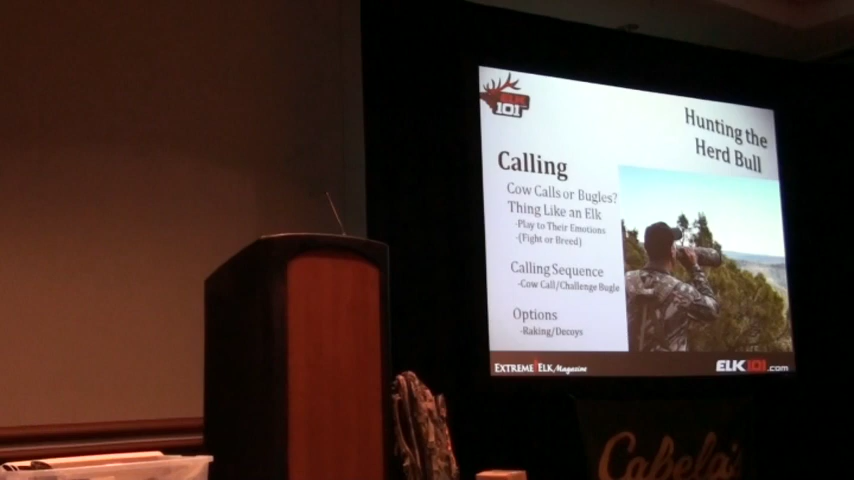 ELK
101
Hunting the
Herd Bull
Calling
Cow Calls or Bugles?
Thing Like an Elk
-Play to Their Emotions
-(Fight or Breed)
Calling Sequence
-Cow Call/Challenge Bugle
Options
-Raking/Decoys
EXTREME ELK Magazine
ELK101.com
Cabela's